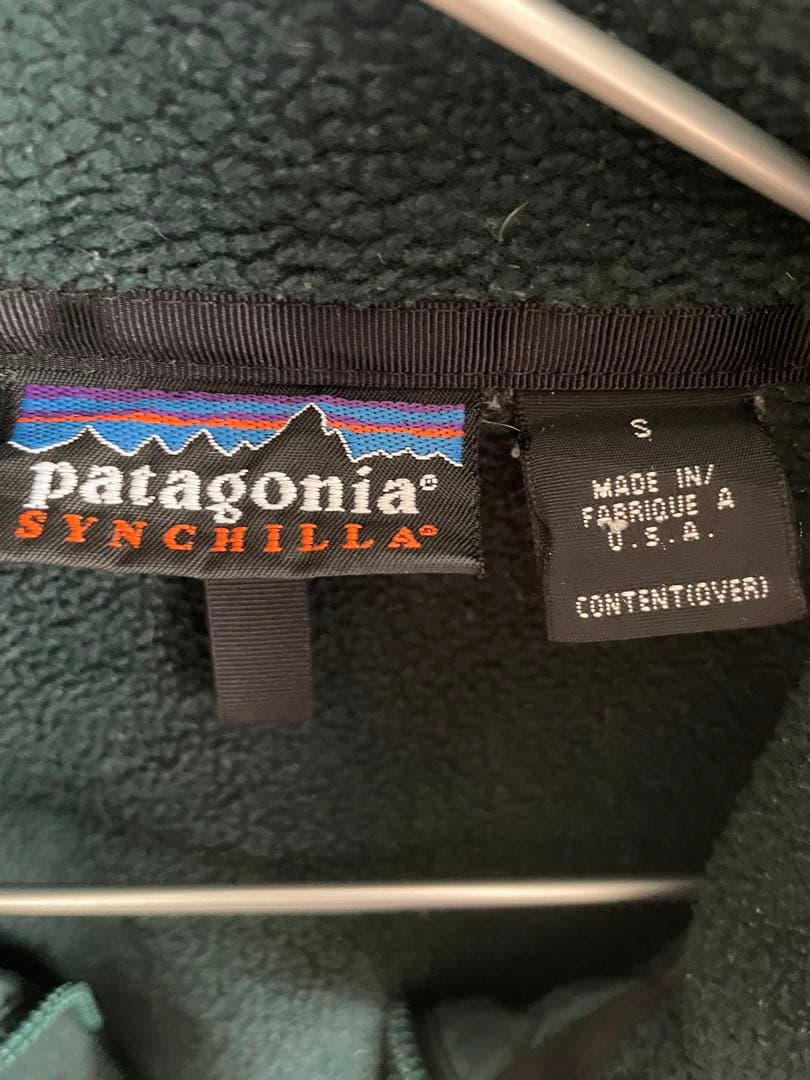 patagonia®
SYNCHILLA®
S
MADE IN/
FABRIQUE A
U.S.A.
CONTENT(OVER)